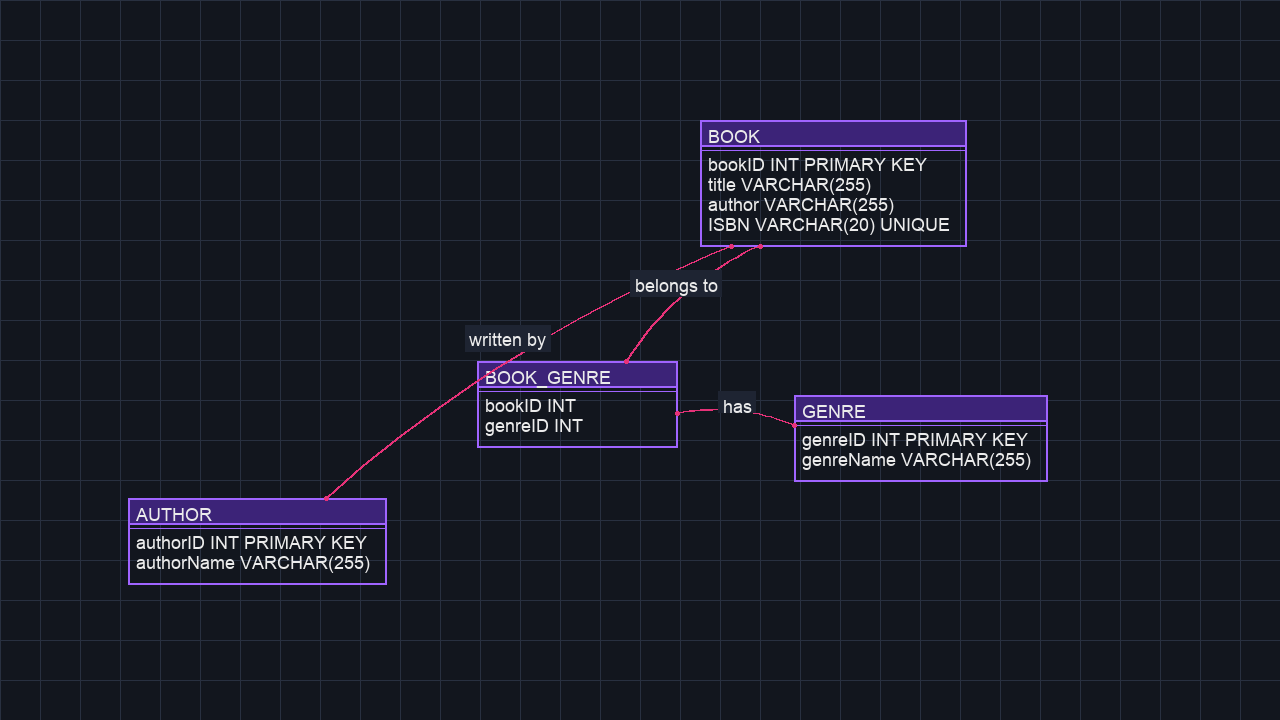 BOOK
bookID INT PRIMARY KEY
title VARCHAR(255)
author VARCHAR(255)
ISBN VARCHAR(20) UNIQUE
belongs to
written by
BOOK_GENRE
bookID INT
genreID INT
has
GENRE
genreID INT PRIMARY KEY
genreName VARCHAR(255)
AUTHOR
authorID INT PRIMARY KEY
authorName VARCHAR(255)